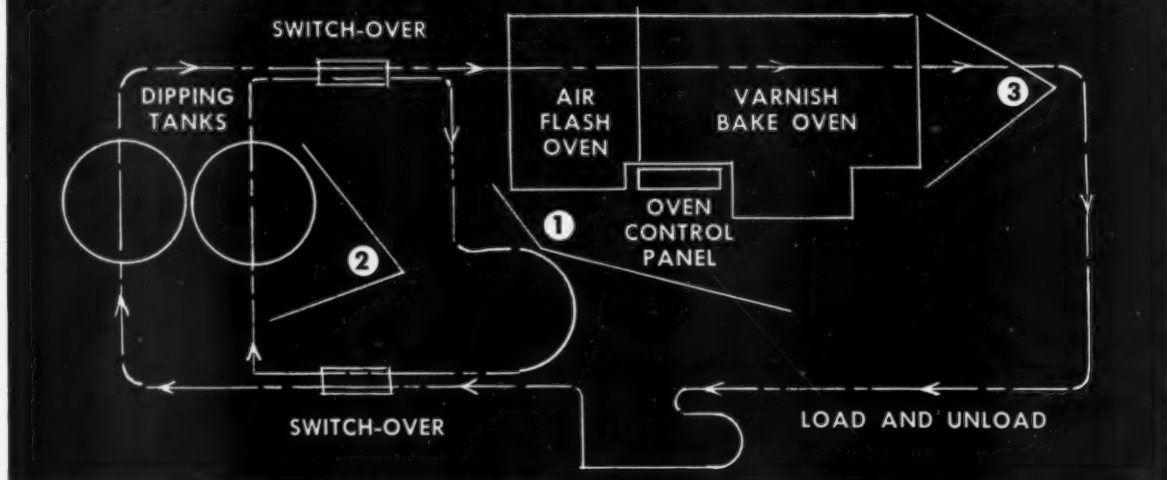 SWITCH-OVER
DIPPING
TANKS
AIR
FLASH
OVEN
VARNISH
BAKE OVEN
3
1
OVEN
CONTROL
PANEL
2
SWITCH-OVER
LOAD AND UNLOAD